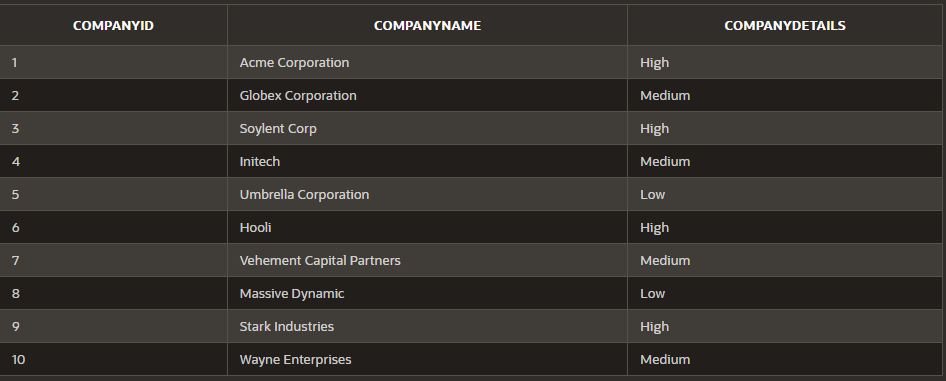 COMPANYID COMPANYNAME COMPANYDETAILS
1 Acme Corporation High
2 Globex Corporation Medium
3 Soylent Corp High
4 Initech Medium
5 Umbrella Corporation Low
6 Hooli High
7 Vehement Capital Partners Medium
8 Massive Dynamic Low
9 Stark Industries High
10 Wayne Enterprises Medium